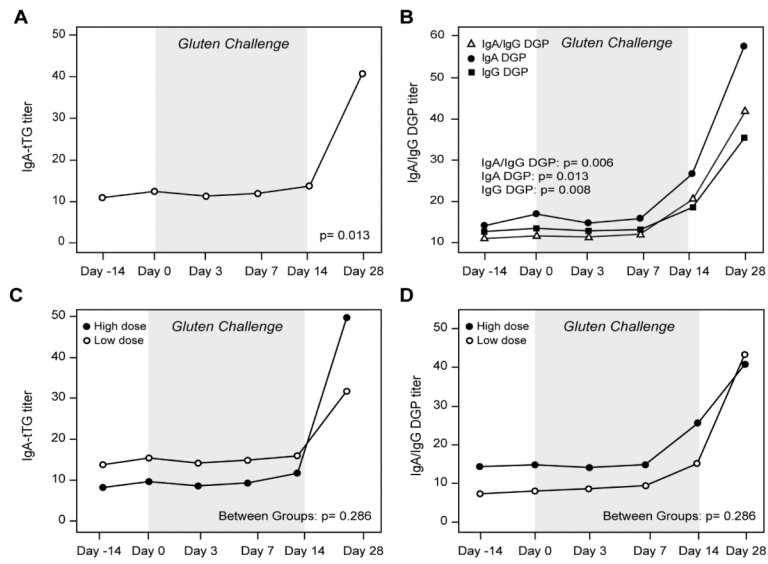 A
Gluten Challenge
50
40
30
20
10
0
IgA-tTG titer
p= 0.013
Day -14 Day 0 Day 3 Day 7 Day 14 Day 28
B
IgA/IgG DGP
IgA DGP
IgG DGP
Gluten Challenge
60
50
40
30
20
10
IgA/IgG DGP titer
IgA/IgG DGP: p= 0.006
IgA DGP: p= 0.013
IgG DGP: p= 0.008
Day -14 Day 0 Day 3 Day 7 Day 14 Day 28
C
High dose
Low dose
Gluten Challenge
50
40
30
20
10
0
IgA-tTG titer
Between Groups: p= 0.286
Day -14 Day 0 Day 3 Day 7 Day 14 Day 28
D
High dose
Low dose
Gluten Challenge
50
40
30
20
10
0
IgA/IgG DGP titer
Between Groups: p= 0.286
Day -14 Day 0 Day 3 Day 7 Day 14 Day 28